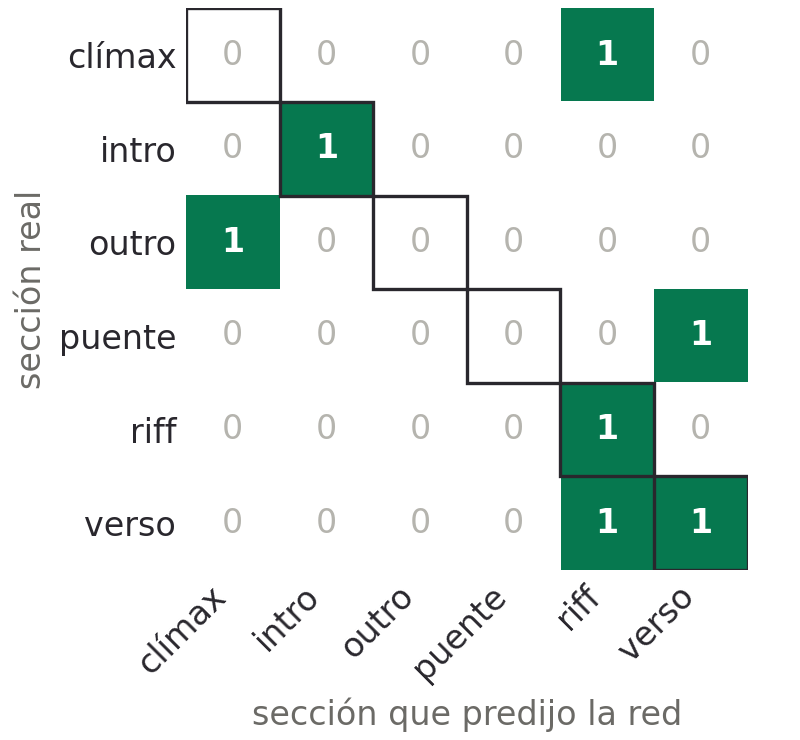 clímax 0 0 0 0 1 0
intro 0 1 0 0 0 0
outro 1 0 0 0 0 0
puente 0 0 0 0 0 1
riff 0 0 0 0 1 0
verso 0 0 0 0 1 1
sección real
clímax intro outro puente riff verso
sección que predijo la red